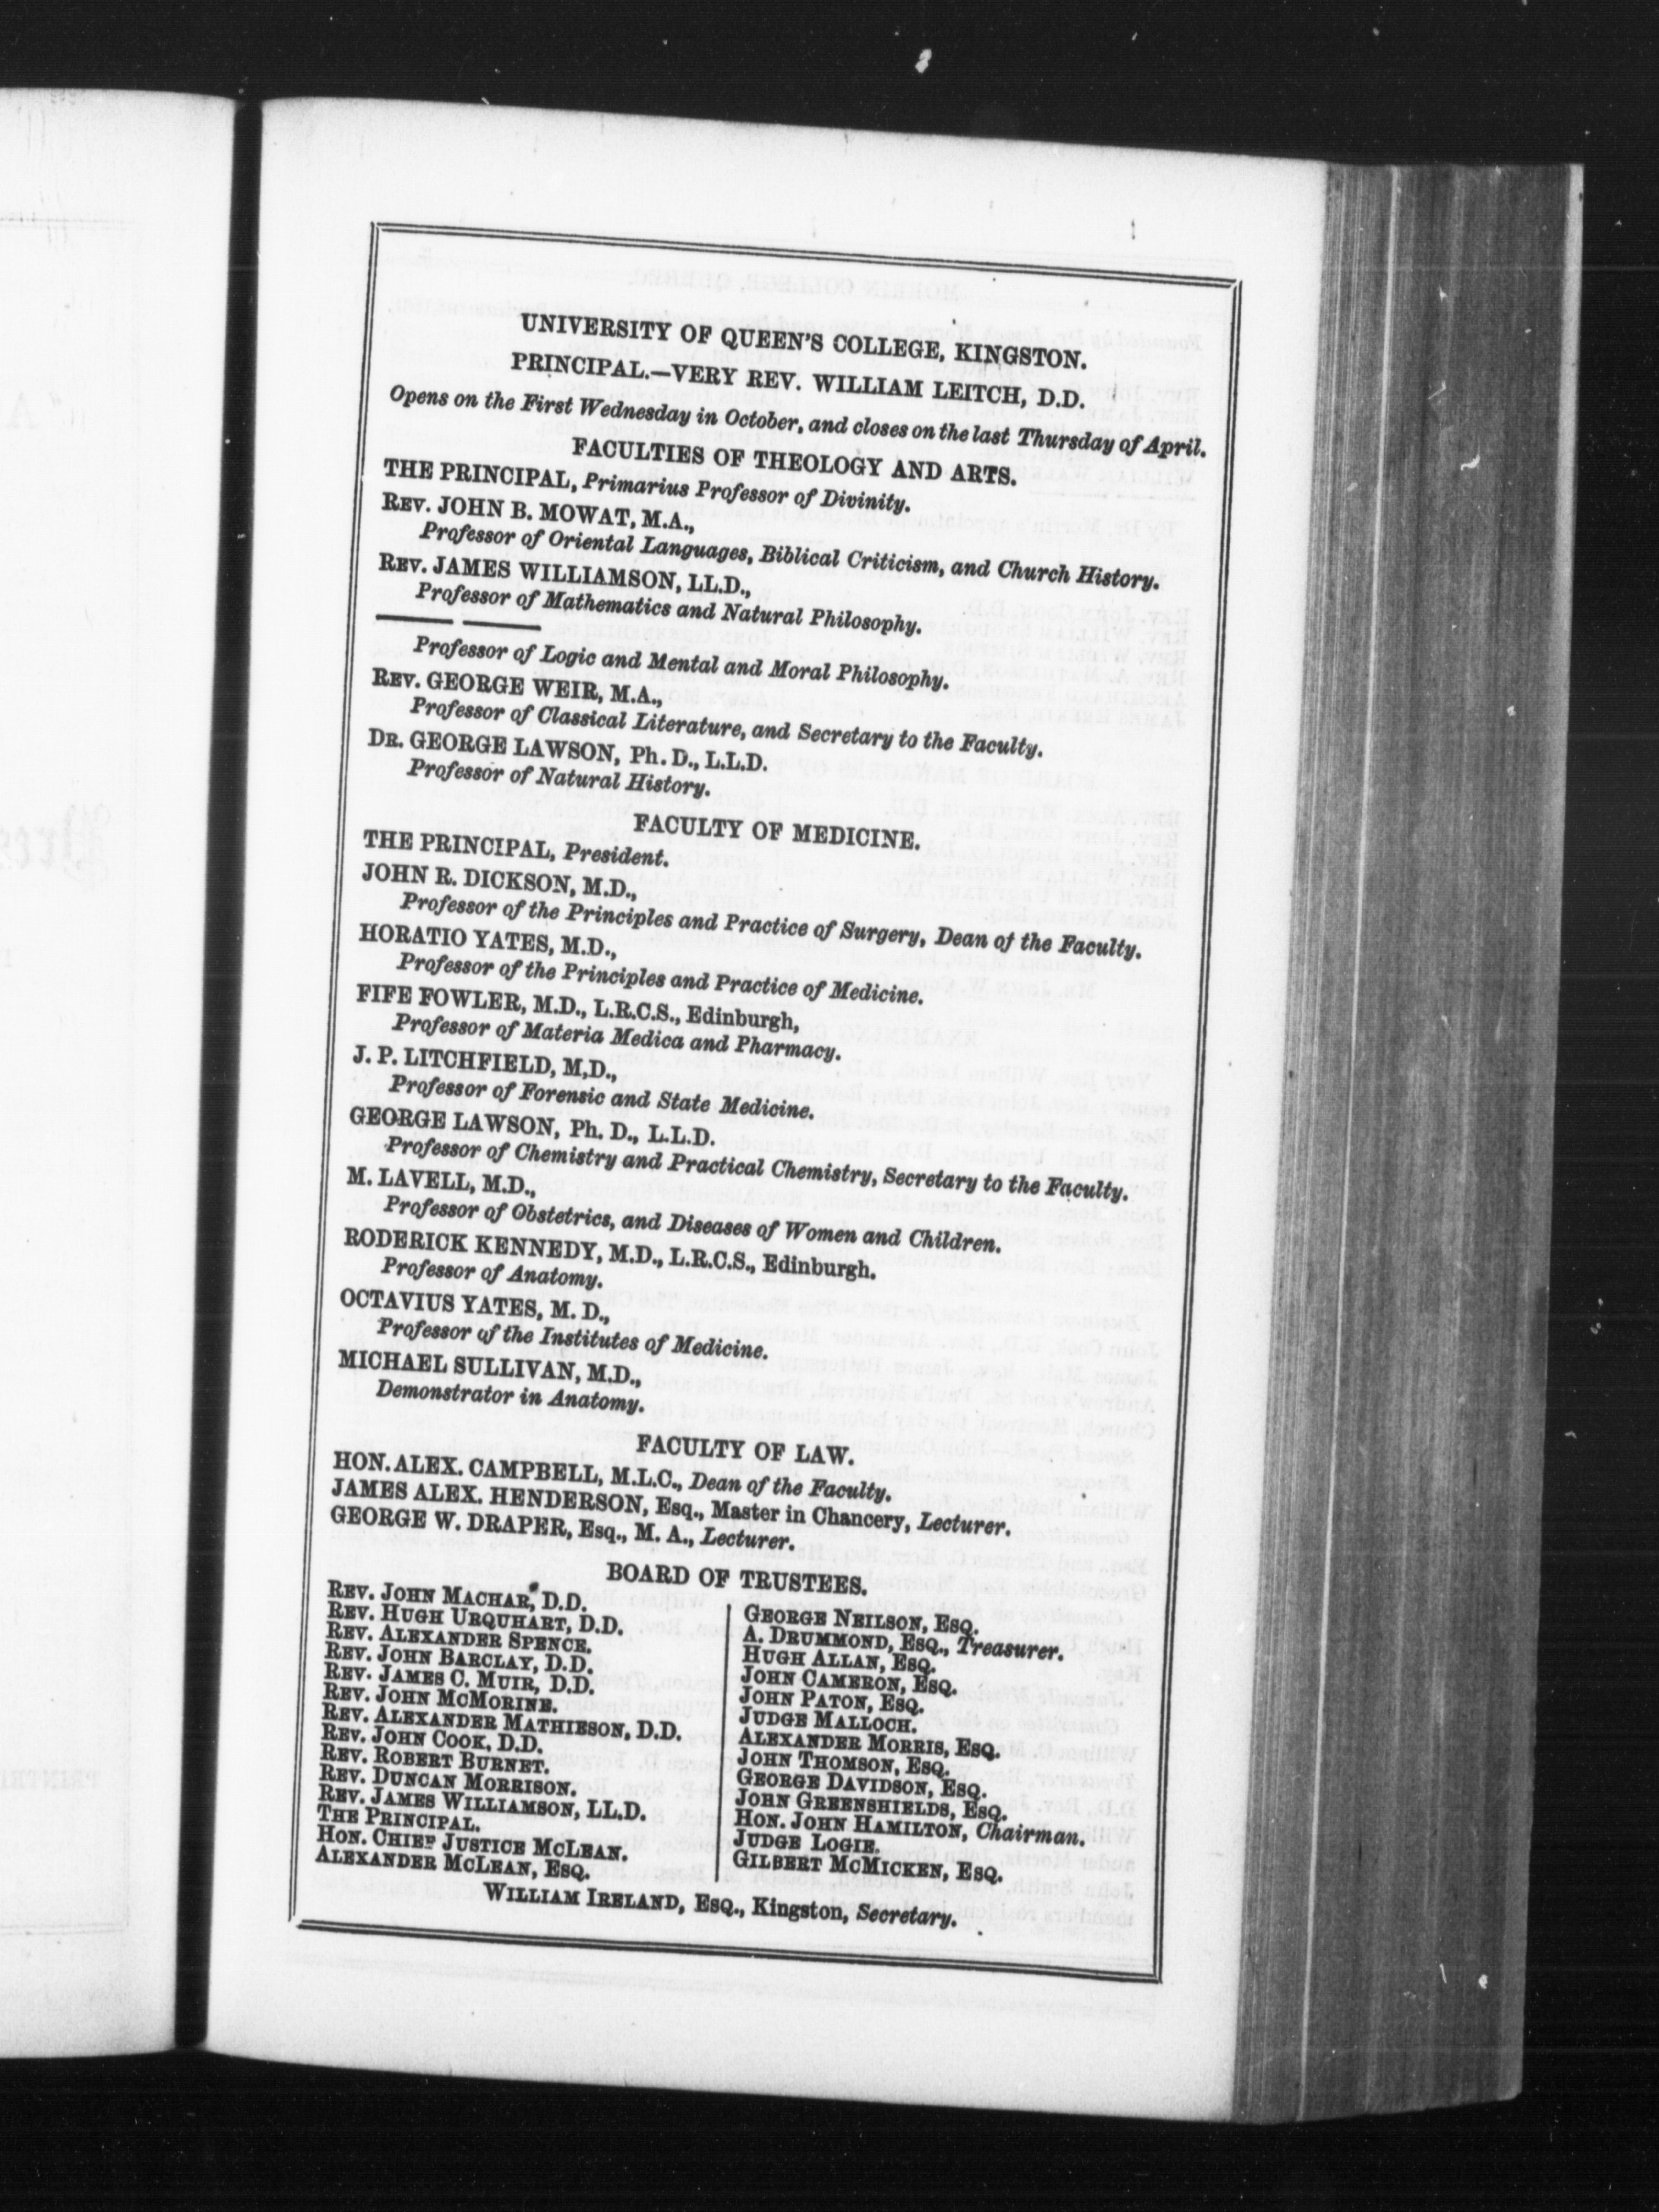 UNIVERSITY OF QUEEN'S COLLEGE, KINGSTON.
PRINCIPAL.—VERY REV. WILLIAM LEITCH, D.D.
Opens on the First Wednesday in October, and closes on the last Thursday of April.
FACULTIES OF THEOLOGY AND ARTS.
THE PRINCIPAL, Primarius Professor of Divinity.
REV. JOHN B. MOWAT, M.A.,
Professor of Oriental Languages, Biblical Criticism, and Church History.
REV. JAMES WILLIAMSON, LL.D.,
Professor of Mathematics and Natural Philosophy.
Professor of Logic and Mental and Moral Philosophy.
REV. GEORGE WEIR, M.A.,
Professor of Classical Literature, and Secretary to the Faculty.
DR. GEORGE LAWSON, Ph. D., L.L.D.
Professor of Natural History.
FACULTY OF MEDICINE.
THE PRINCIPAL, President.
JOHN R. DICKSON, M.D.,
Professor of the Principles and Practice of Surgery, Dean of the Faculty.
HORATIO YATES, M.D.,
Professor of the Principles and Practice of Medicine.
FIFE FOWLER, M.D., L.R.C.S., Edinburgh,
Professor of Materia Medica and Pharmacy.
J. P. LITCHFIELD, M,D.,
Professor of Forensic and State Medicine.
GEORGE LAWSON, Ph. D., L.L.D.
Professor of Chemistry and Practical Chemistry, Secretary to the Faculty.
M. LAVELL, M.D.,
Professor of Obstetrics, and Diseases of Women and Children.
RODERICK KENNEDY, M.D., L.R.C.S., Edinburgh.
Professor of Anatomy.
OCTAVIUS YATES, M. D.,
Professor of the Institutes of Medicine.
MICHAEL SULLIVAN, M.D.,
Demonstrator in Anatomy.
FACULTY OF LAW.
HON. ALEX. CAMPBELL, M.L.C., Dean of the Faculty.
JAMES ALEX. HENDERSON, Esq., Master in Chancery, Lecturer.
GEORGE W. DRAPER, Esq., M. A., Lecturer.
BOARD OF TRUSTEES.
REV. JOHN MACHAR, D.D.
REV. HUGH URQUHART, D.D.
REV. ALEXANDER SPENCE.
REV. JOHN BARCLAY, D.D.
REV. JAMES C. MUIR, D.D.
REV. JOHN MCMORINE.
REV. ALEXANDER MATHIESON, D.D.
REV. JOHN COOK, D.D.
REV. ROBERT BURNET.
REV. DUNCAN MORRISON.
REV. JAMES WILLIAMSON, LL.D.
THE PRINCIPAL.
HON. CHIEF JUSTICE MCLEAN.
ALEXANDER MCLEAN, ESQ.
GEORGE NEILSON, ESQ.
A. DRUMMOND, ESQ., Treasurer.
HUGH ALLAN, ESQ.
JOHN CAMERON, ESQ.
JOHN PATON, ESQ.
JUDGE MALLOCH.
ALEXANDER MORRIS, ESQ.
JOHN THOMSON, ESQ.
GEORGE DAVIDSON, ESQ.
JOHN GREENSHIELDS, ESQ.
HON. JOHN HAMILTON, Chairman.
JUDGE LOGIE.
GILBERT MCMICKEN, ESQ.
WILLIAM IRELAND, ESQ., Kingston, Secretary.